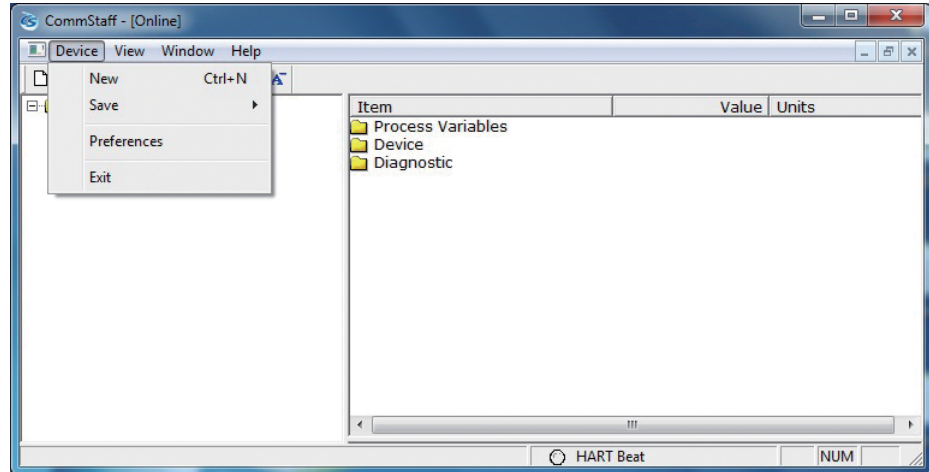 CommStaff - [Online]
Device View Window Help
New Ctrl+N
Save
Preferences
Exit
Item Value Units
Process Variables
Device
Diagnostic
HART Beat NUM